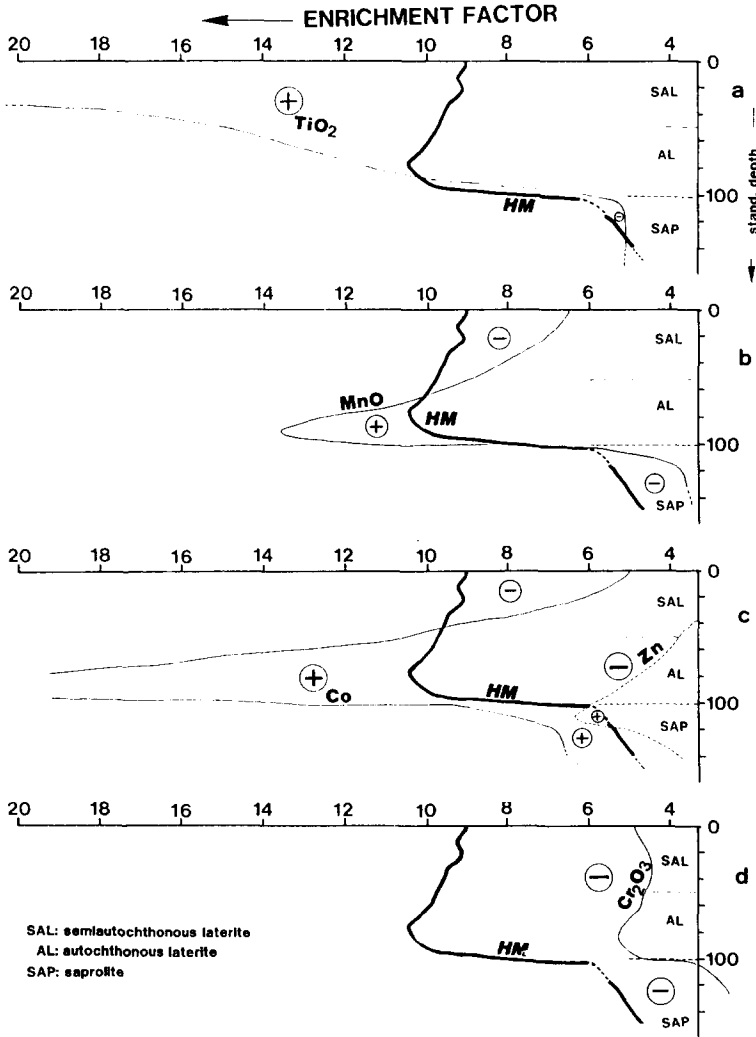 ENRICHMENT FACTOR
20 18 16 14 12 10 8 6 4
0
+
TiO2
SAL
a
AL
stand. depth
100
HM
−
SAP
20 18 16 14 12 10 8 6 4
0
−
SAL
b
MnO
AL
HM
+
100
−
SAP
20 18 16 14 12 10 8 6 4
0
−
SAL
c
Zn
−
AL
+
Co
HM
100
+
SAP
+
20 18 16 14 12 10 8 6 4
0
d
−
SAL
Cr2O3
AL
HM
100
−
SAP
SAL: semiautochthonous laterite
AL: autochthonous laterite
SAP: saprolite